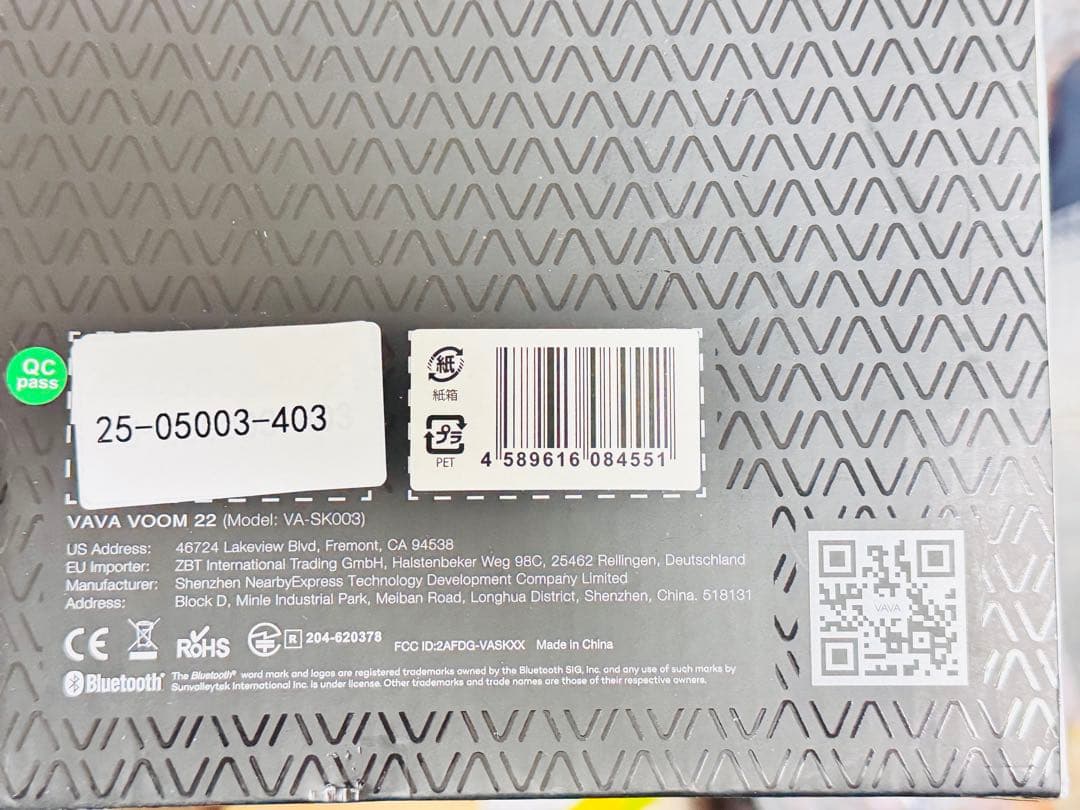 QC
pass
25-05003-403
紙
紙箱
プラ
PET
4 589616 084551
VAVA VOOM 22 (Model: VA-SK003)
US Address: 46724 Lakeview Blvd, Fremont, CA 94538
EU Importer: ZBT International Trading GmbH, Halstenbeker Weg 98C, 25462 Rellingen, Deutschland
Manufacturer: Shenzhen NearbyExpress Technology Development Company Limited
Address: Block D, Minle Industrial Park, Meiban Road, Longhua District, Shenzhen, China. 518131
CE RoHS R 204-620378 FCC ID:2AFDG-VASKXX Made in China
Bluetooth® The Bluetooth® word mark and logos are registered trademarks owned by the Bluetooth SIG, Inc. and any use of such marks by
Sunvalleytek International Inc. is under license. Other trademarks and trade names are those of their respective owners.
VAVA